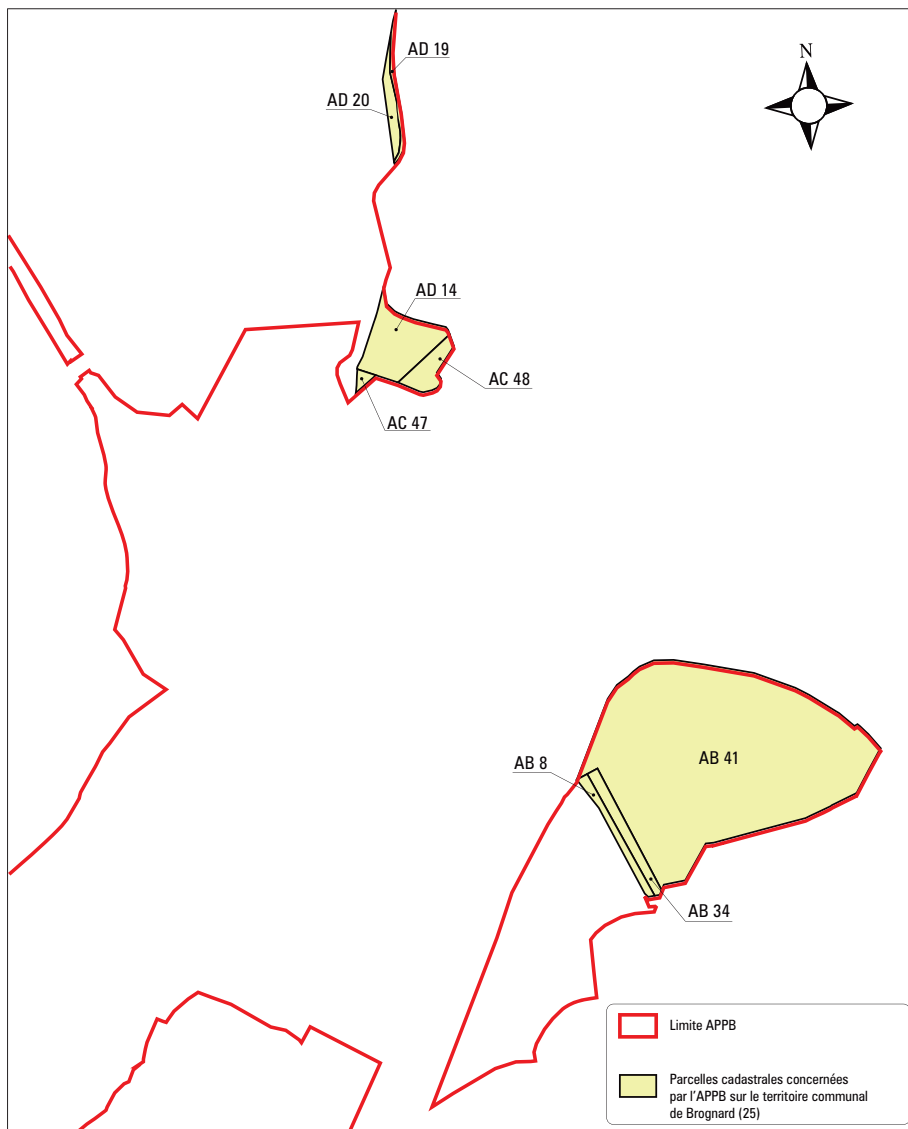 AD 19
N
AD 20
AD 14
AC 48
AC 47
AB 41
AB 8
AB 34
Limite APPB
Parcelles cadastrales concernées
par l'APPB sur le territoire communal
de Brognard (25)